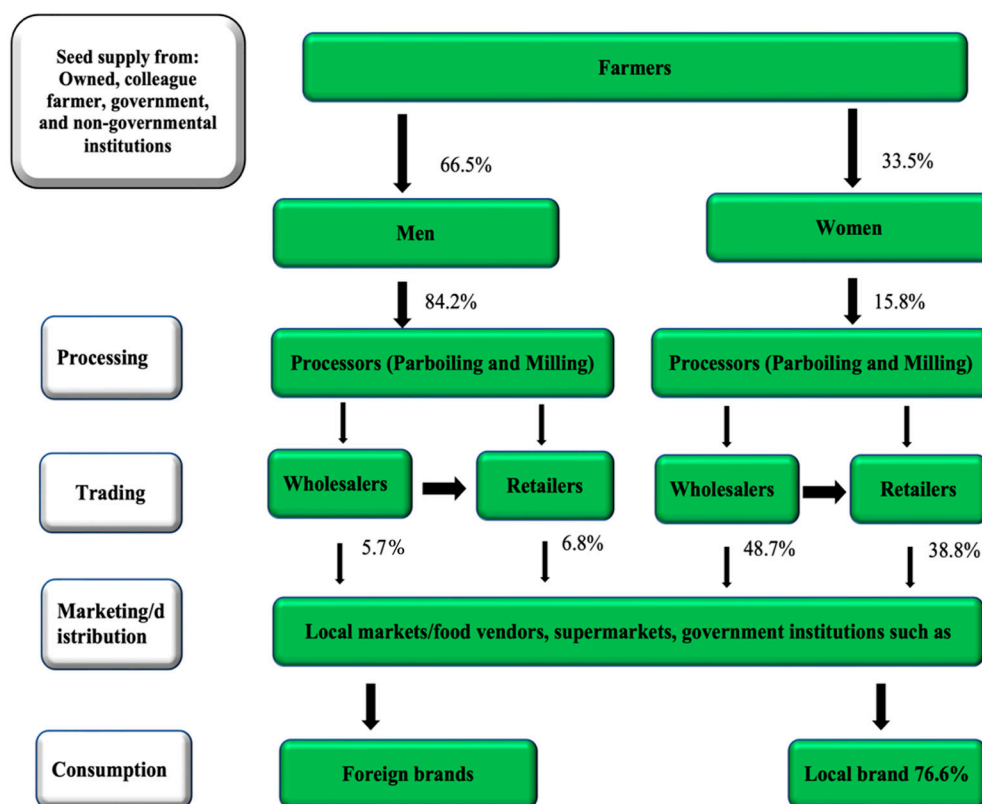 Seed supply from:
Owned, colleague
farmer, government,
and non-governmental
institutions
Farmers
66.5%
33.5%
Men
Women
84.2%
15.8%
Processing
Processors (Parboiling and Milling)
Processors (Parboiling and Milling)
Trading
Wholesalers
Retailers
Wholesalers
Retailers
5.7%
6.8%
48.7%
38.8%
Marketing/d
istribution
Local markets/food vendors, supermarkets, government institutions such as
Consumption
Foreign brands
Local brand 76.6%